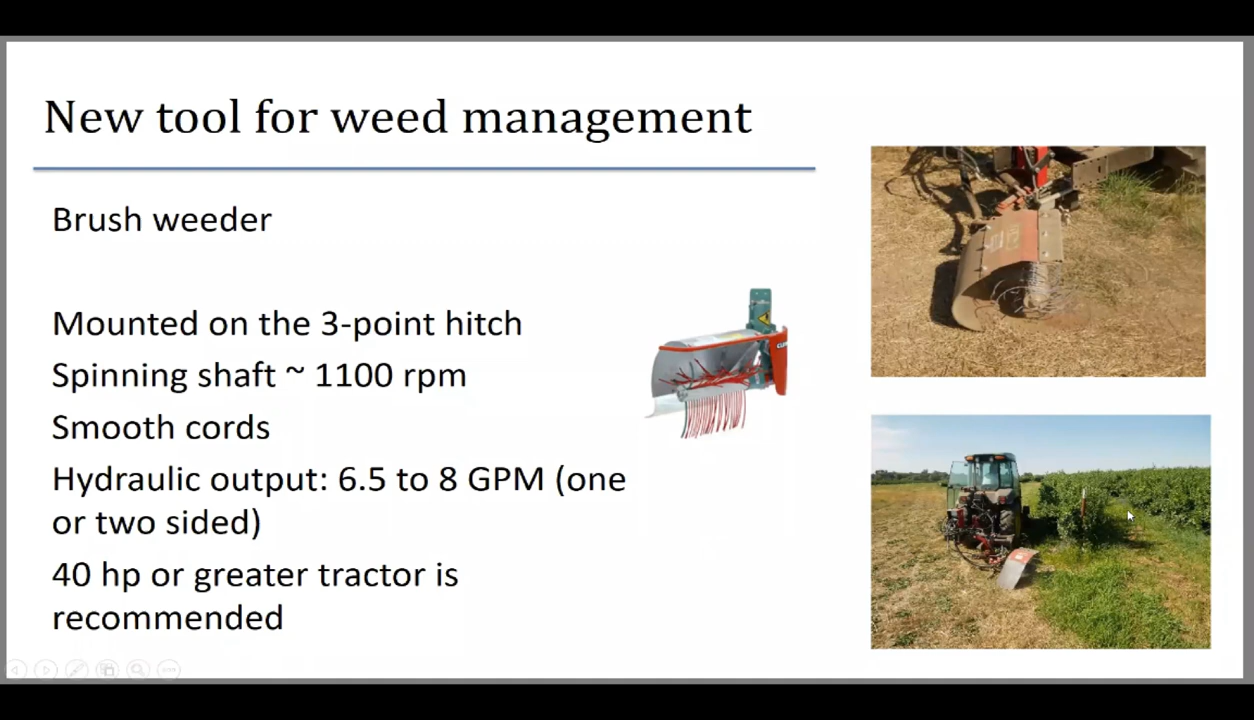 New tool for weed management
Brush weeder
Mounted on the 3-point hitch
Spinning shaft ~ 1100 rpm
Smooth cords
Hydraulic output: 6.5 to 8 GPM (one
or two sided)
40 hp or greater tractor is
recommended